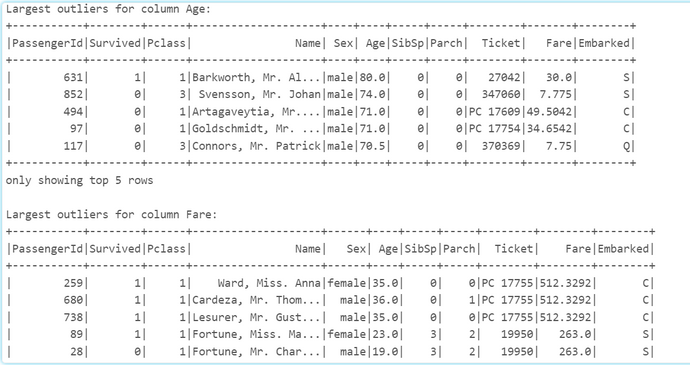 Largest outliers for column Age:
+-----------+--------+------+--------------------+----+----+-----+-----+--------+-------+--------+
|PassengerId|Survived|Pclass|                Name| Sex| Age|SibSp|Parch|  Ticket|   Fare|Embarked|
+-----------+--------+------+--------------------+----+----+-----+-----+--------+-------+--------+
|        631|       1|     1|Barkworth, Mr. Al...|male|80.0|    0|    0|   27042|   30.0|       S|
|        852|       0|     3| Svensson, Mr. Johan|male|74.0|    0|    0|  347060|  7.775|       S|
|        494|       0|     1|Artagaveytia, Mr....|male|71.0|    0|    0|PC 17609|49.5042|       C|
|         97|       0|     1|Goldschmidt, Mr. ...|male|71.0|    0|    0|PC 17754|34.6542|       C|
|        117|       0|     3|Connors, Mr. Patrick|male|70.5|    0|    0|  370369|   7.75|       Q|
+-----------+--------+------+--------------------+----+----+-----+-----+--------+-------+--------+
only showing top 5 rows
Largest outliers for column Fare:
+-----------+--------+------+--------------------+------+----+-----+-----+--------+--------+--------+
|PassengerId|Survived|Pclass|                Name|   Sex| Age|SibSp|Parch|  Ticket|    Fare|Embarked|
+-----------+--------+------+--------------------+------+----+-----+-----+--------+--------+--------+
|        259|       1|     1|    Ward, Miss. Anna|female|35.0|    0|    0|PC 17755|512.3292|       C|
|        680|       1|     1|Cardeza, Mr. Thom...|  male|36.0|    0|    1|PC 17755|512.3292|       C|
|        738|       1|     1|Lesurer, Mr. Gust...|  male|35.0|    0|    0|PC 17755|512.3292|       C|
|         89|       1|     1|Fortune, Miss. Ma...|female|23.0|    3|    2|   19950|   263.0|       S|
|         28|       0|     1|Fortune, Mr. Char...|  male|19.0|    3|    2|   19950|   263.0|       S|